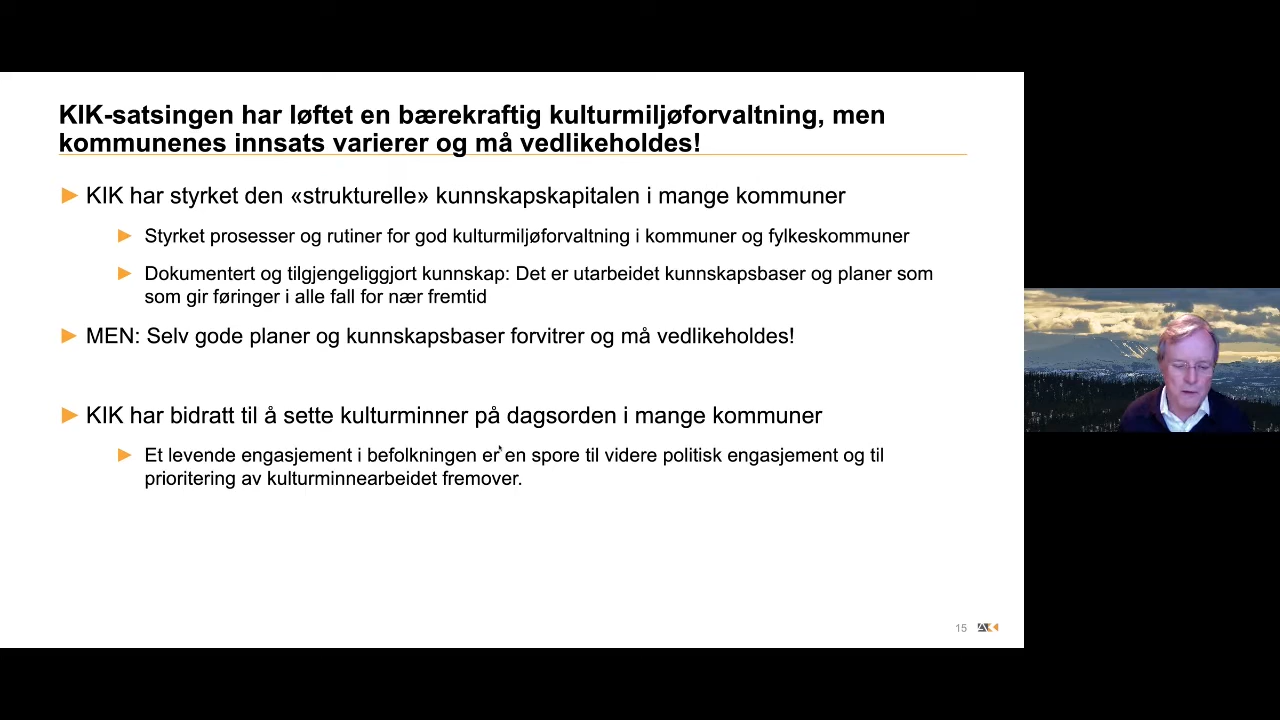 KIK-satsingen har løftet en bærekraftig kulturmiljøforvaltning, men
kommunenes innsats varierer og må vedlikeholdes!
► KIK har styrket den «strukturelle» kunnskapskapitalen i mange kommuner
► Styrket prosesser og rutiner for god kulturmiljøforvaltning i kommuner og fylkeskommuner
► Dokumentert og tilgjengeliggjort kunnskap: Det er utarbeidet kunnskapsbaser og planer som
som gir føringer i alle fall for nær fremtid
► MEN: Selv gode planer og kunnskapsbaser forvitrer og må vedlikeholdes!
► KIK har bidratt til å sette kulturminner på dagsorden i mange kommuner
► Et levende engasjement i befolkningen er en spore til videre politisk engasjement og til
prioritering av kulturminnearbeidet fremover.
15